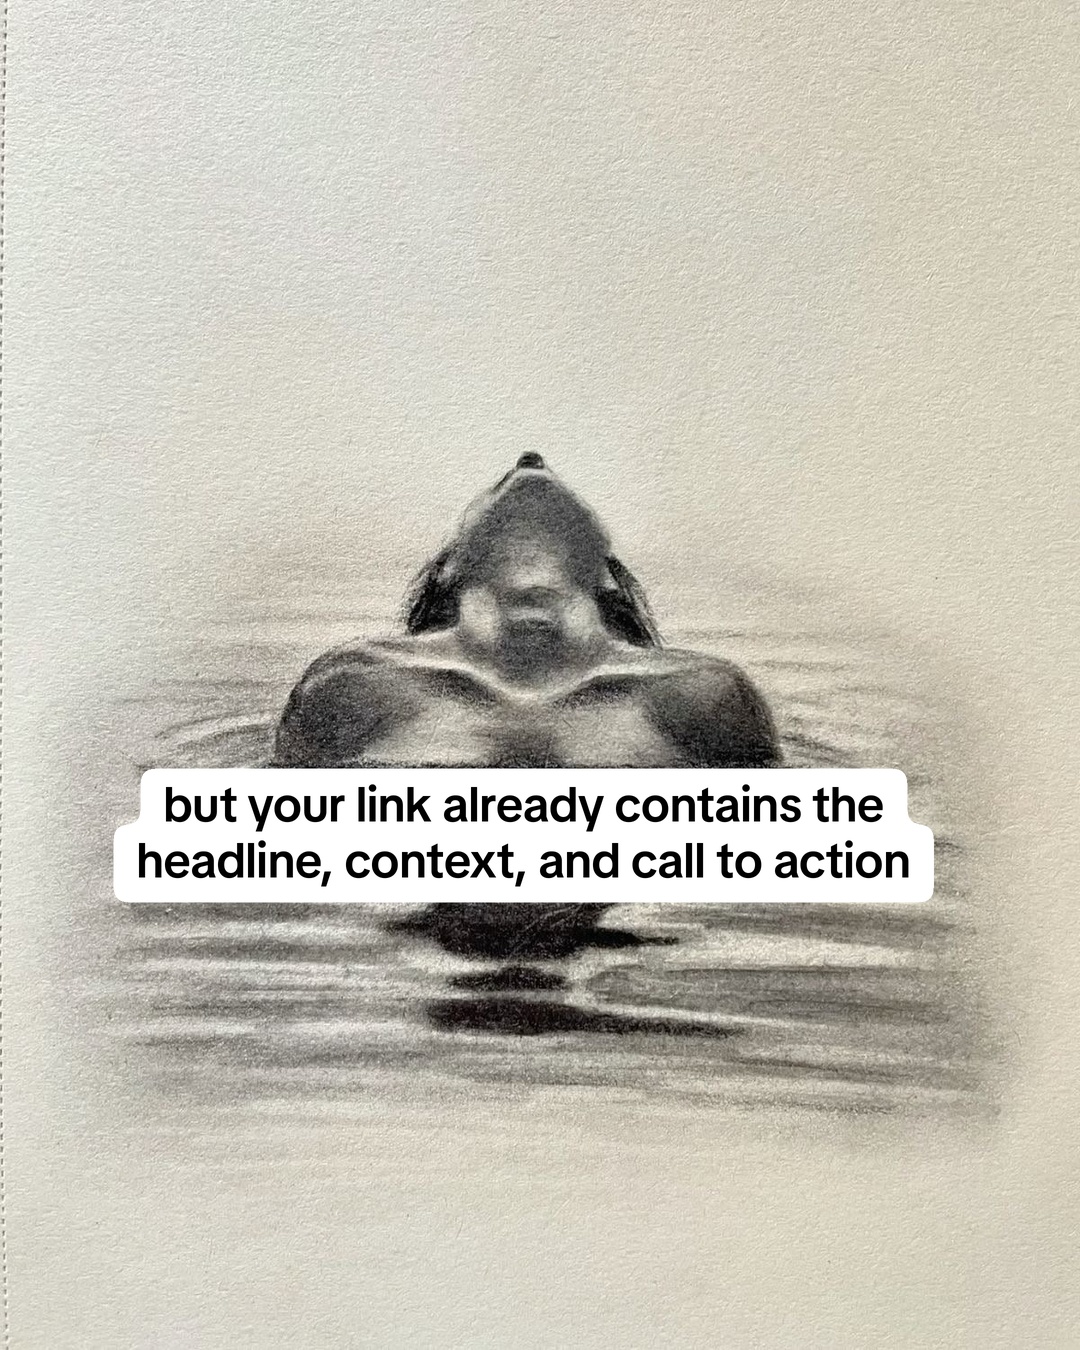 but your link already contains the
headline, context, and call to action